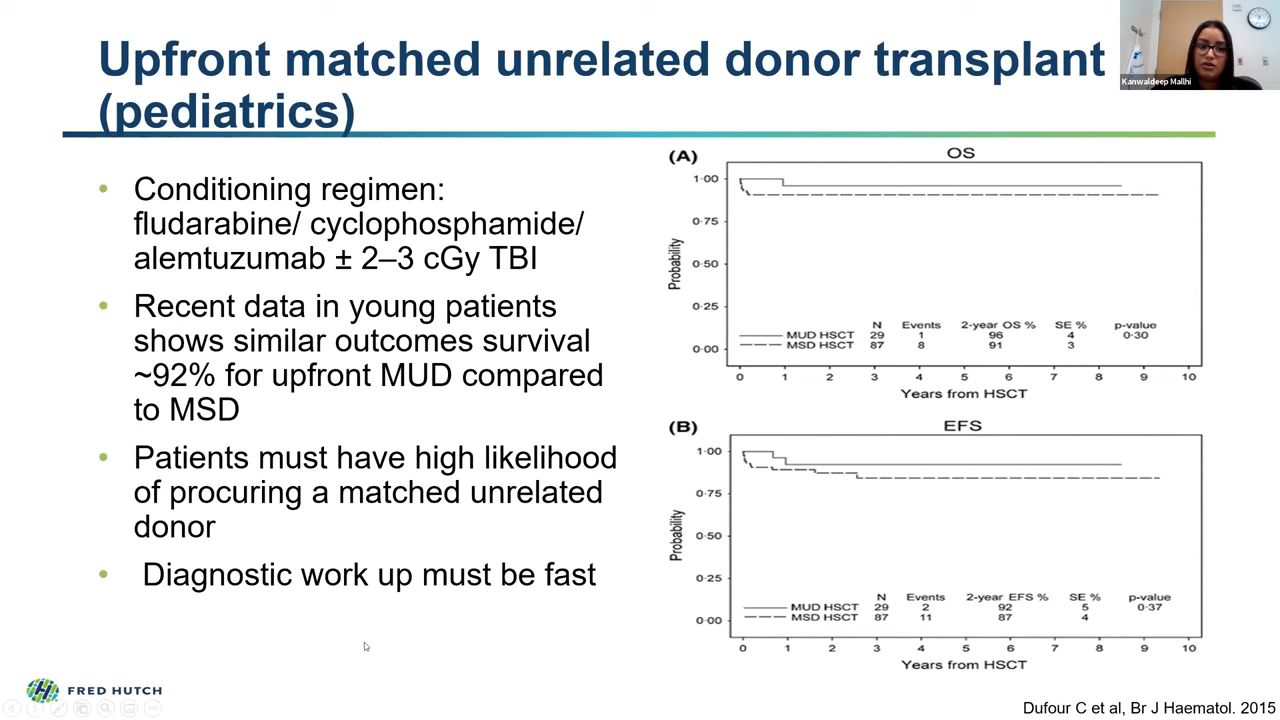 Upfront matched unrelated donor transplant
(pediatrics)
Kanwaldeep Mallhi
• Conditioning regimen:
fludarabine/ cyclophosphamide/
alemtuzumab ± 2–3 cGy TBI
• Recent data in young patients
shows similar outcomes survival
~92% for upfront MUD compared
to MSD
• Patients must have high likelihood
of procuring a matched unrelated
donor
• Diagnostic work up must be fast
(A) OS
1·00
0·75
0·50
0·25
0·00
Probability
N Events 2-year OS % SE % p-value
MUD HSCT 29 1 96 4 0·30
MSD HSCT 87 8 91 3
0 1 2 3 4 5 6 7 8 9 10
Years from HSCT
(B) EFS
1·00
0·75
0·50
0·25
0·00
Probability
N Events 2-year EFS % SE % p-value
MUD HSCT 29 2 92 5 0·37
MSD HSCT 87 11 87 4
0 1 2 3 4 5 6 7 8 9 10
Years from HSCT
FRED HUTCH
Dufour C et al, Br J Haematol. 2015